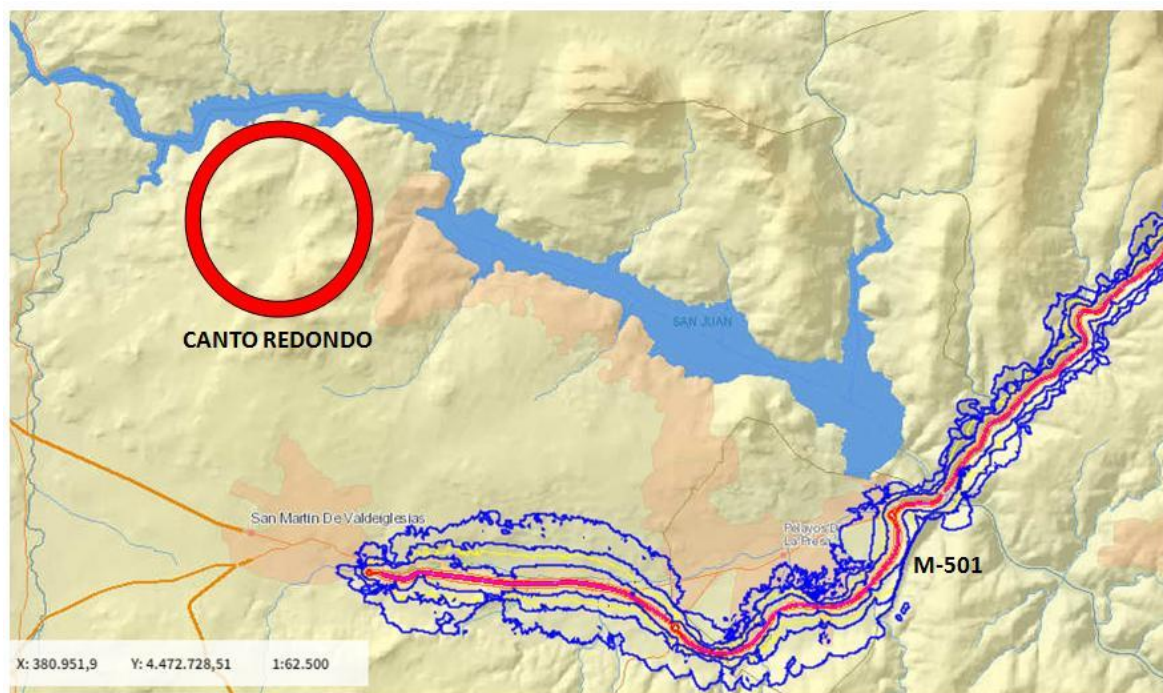 SAN JUAN
CANTO REDONDO
San Martín De Valdeiglesias
Pelayos D
La Presa
M-501
X: 380.951,9 Y: 4.472.728,51 1:62.500